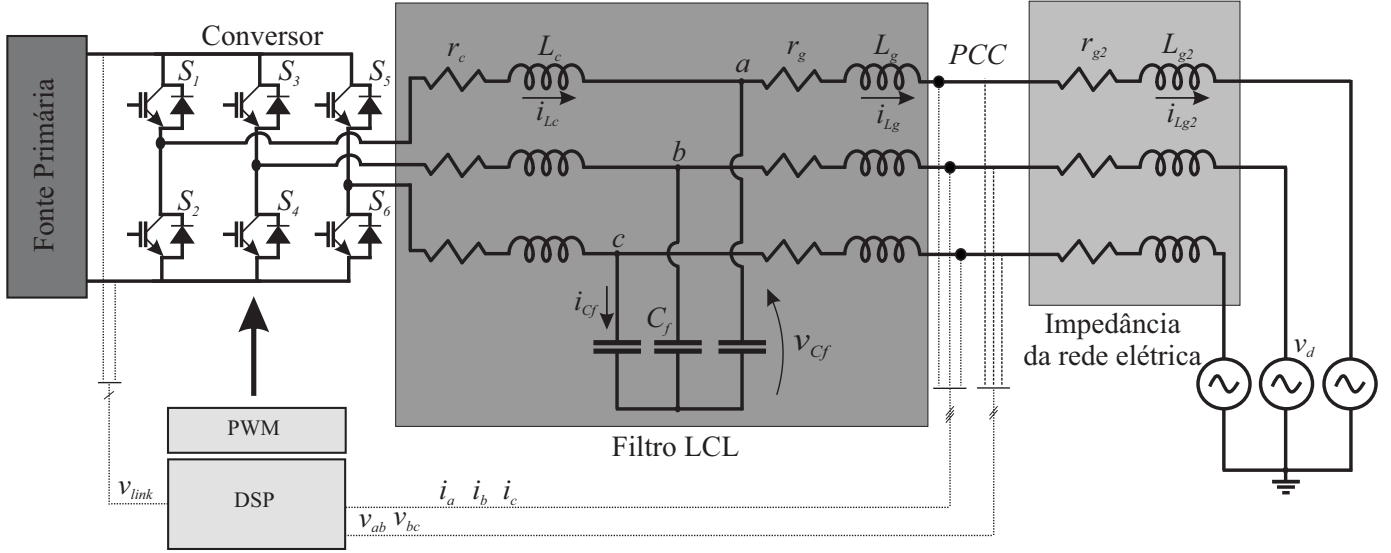 Conversor
Fonte Primária
S1
S3
S5
S2
S4
S6
rc
Lc
iLc
a
rg
Lg
iLg
PCC
rg2
Lg2
iLg2
b
c
iCf
Cf
vCf
Filtro LCL
Impedância
da rede elétrica
vd
PWM
DSP
vlink
ia ib ic
vab vbc